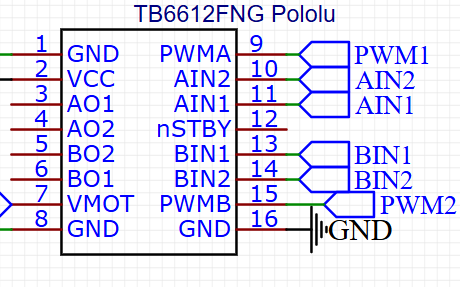 TB6612FNG Pololu
1 GND PWMA 9 PWM1
2 VCC AIN2 10 AIN2
3 AO1 AIN1 11 AIN1
4 AO2 nSTBY 12
5 BO2 BIN1 13 BIN1
6 BO1 BIN2 14 BIN2
7 VMOT PWMB 15 PWM2
8 GND GND 16 GND